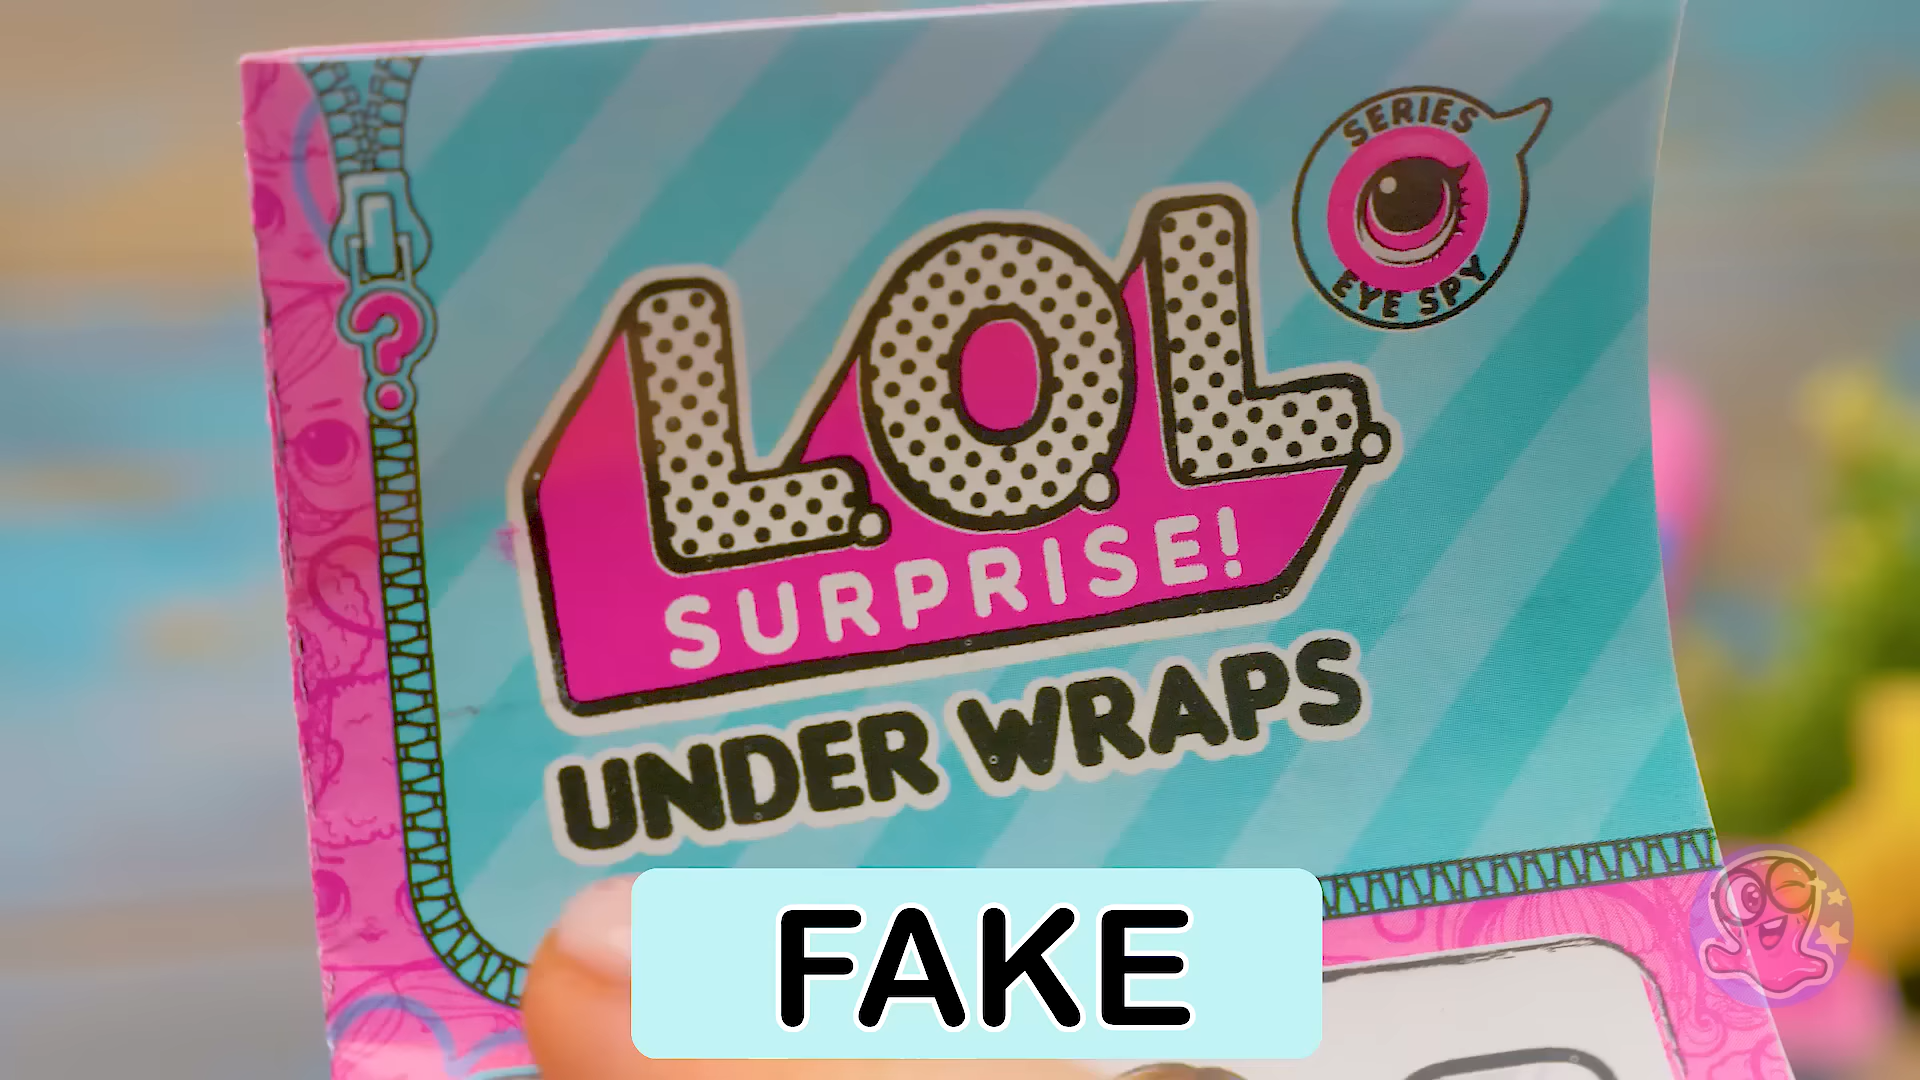 SERIES
EYE SPY
L.O.L.
SURPRISE!
UNDER WRAPS
?
FAKE